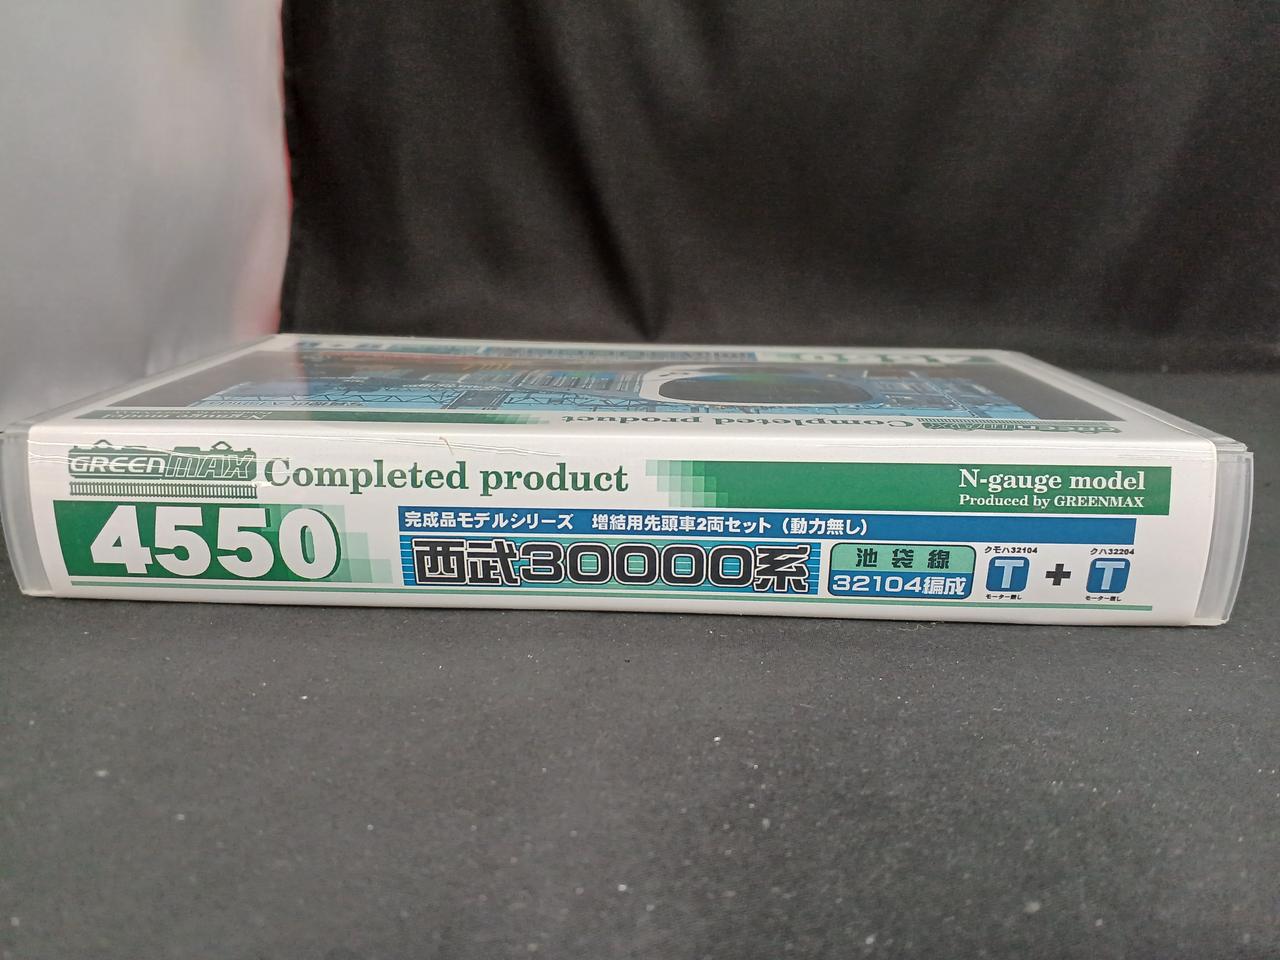 Completed product
GREENMAX
GREENMAX Completed product
N-gauge model
Produced by GREENMAX
4550
完成品モデルシリーズ 増結用先頭車2両セット（動力無し）
西武30000系
池袋線
32104編成
クモハ32104
T
モーター無し
+
クハ32204
T
モーター無し